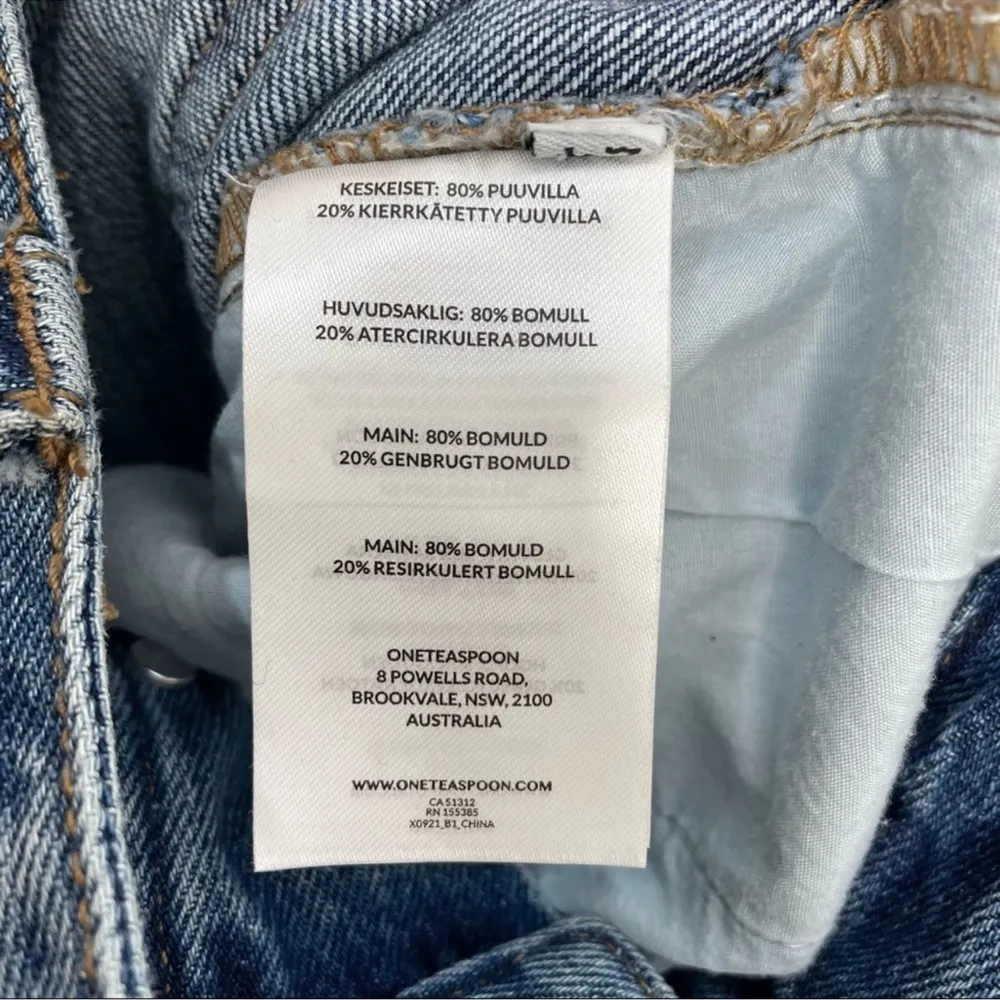 KESKEISET: 80% PUUVILLA
20% KIERRKÃTETTY PUUVILLA
HUVUDSAKLIG: 80% BOMULL
20% ATERCIRKULERA BOMULL
MAIN: 80% BOMULD
20% GENBRUGT BOMULD
MAIN: 80% BOMULD
20% RESIRKULERT BOMULL
ONETEASPOON
8 POWELLS ROAD,
BROOKVALE, NSW, 2100
AUSTRALIA
WWW.ONETEASPOON.COM
CA 51312
RN 155385
X0921_B1_CHINA